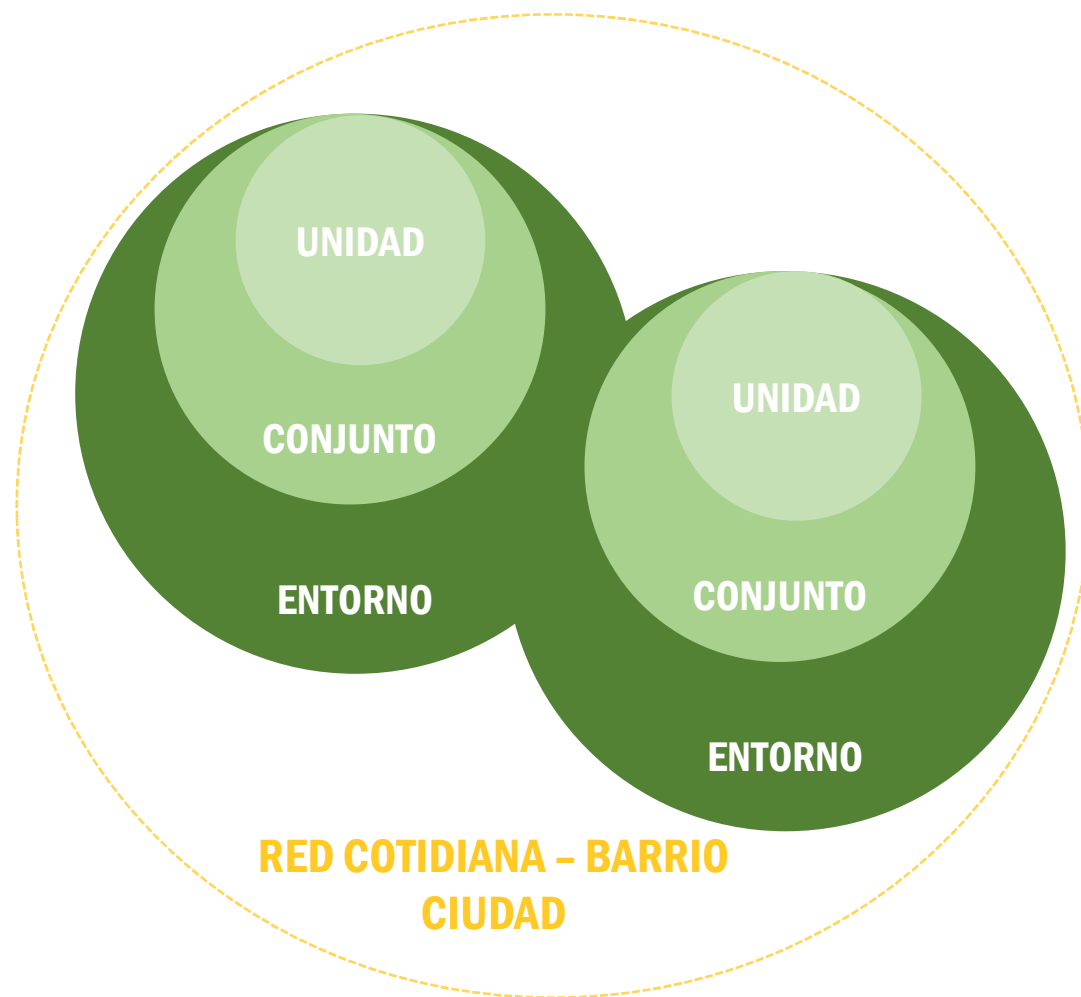 UNIDAD
CONJUNTO
ENTORNO
UNIDAD
CONJUNTO
ENTORNO
RED COTIDIANA – BARRIO
CIUDAD